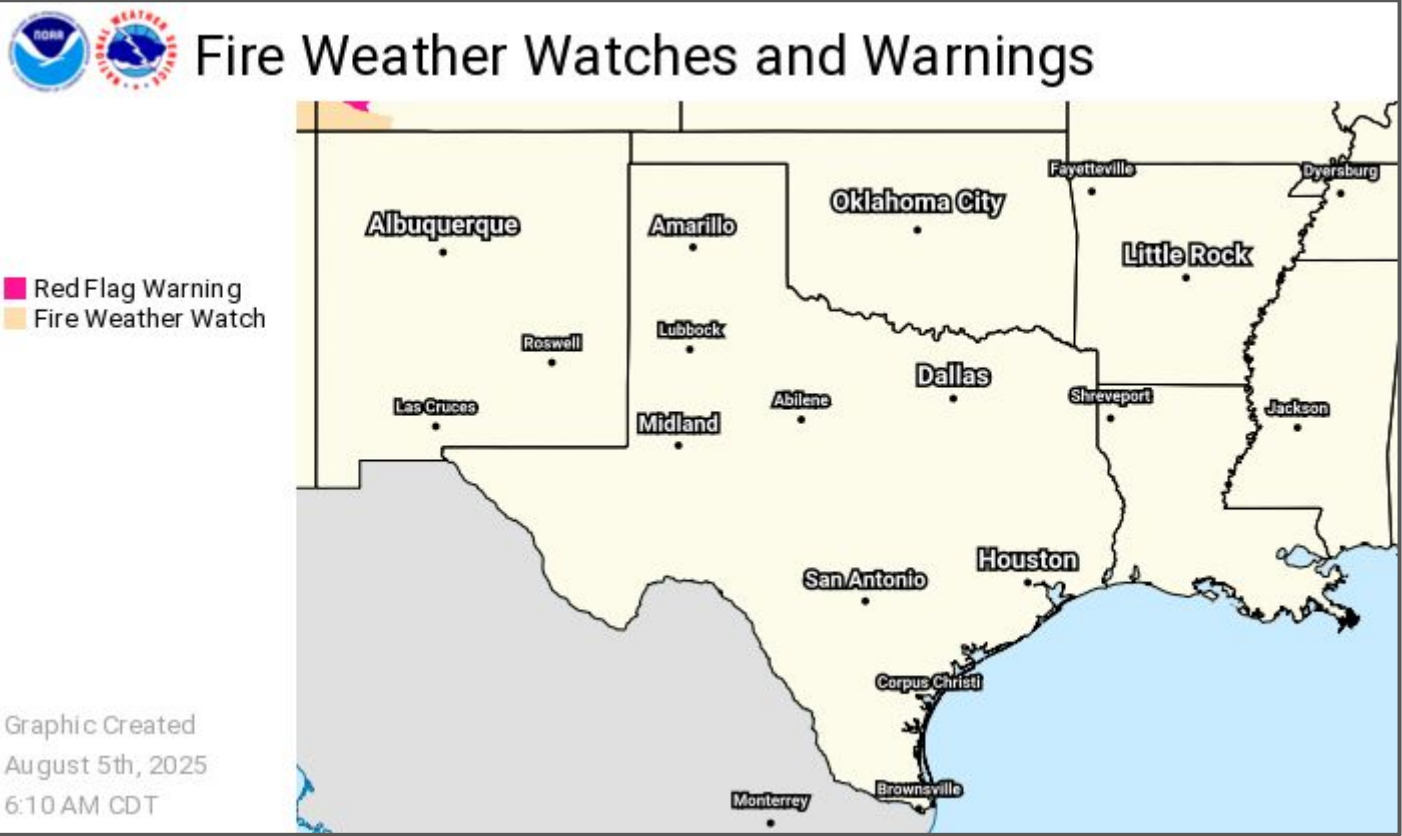 NOAA
NATIONAL WEATHER SERVICE
Fire Weather Watches and Warnings
Fayetteville
Dyersburg
Oklahoma City
Albuquerque
Amarillo
Little Rock
Red Flag Warning
Fire Weather Watch
Lubbock
Roswell
Dallas
Las Cruces
Abilene
Shreveport
Jackson
Midland
Houston
San Antonio
Corpus Christi
Graphic Created
August 5th, 2025
6:10 AM CDT
Brownsville
Monterrey